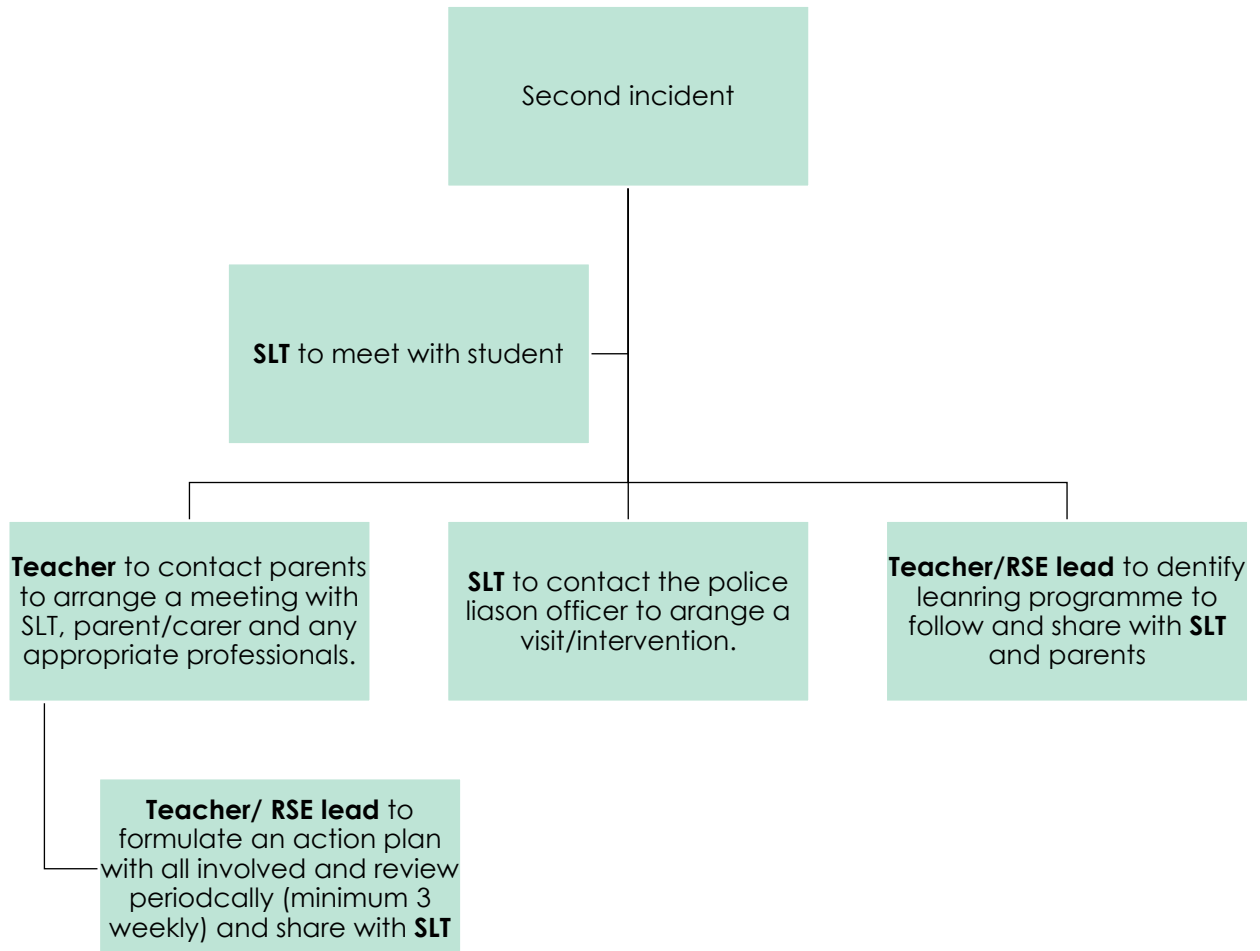 Second incident
SLT to meet with student
Teacher to contact parents
to arrange a meeting with
SLT, parent/carer and any
appropriate professionals.
SLT to contact the police
liason officer to arange a
visit/intervention.
Teacher/RSE lead to dentify
leanring programme to
follow and share with SLT
and parents
Teacher/ RSE lead to
formulate an action plan
with all involved and review
periodcally (minimum 3
weekly) and share with SLT